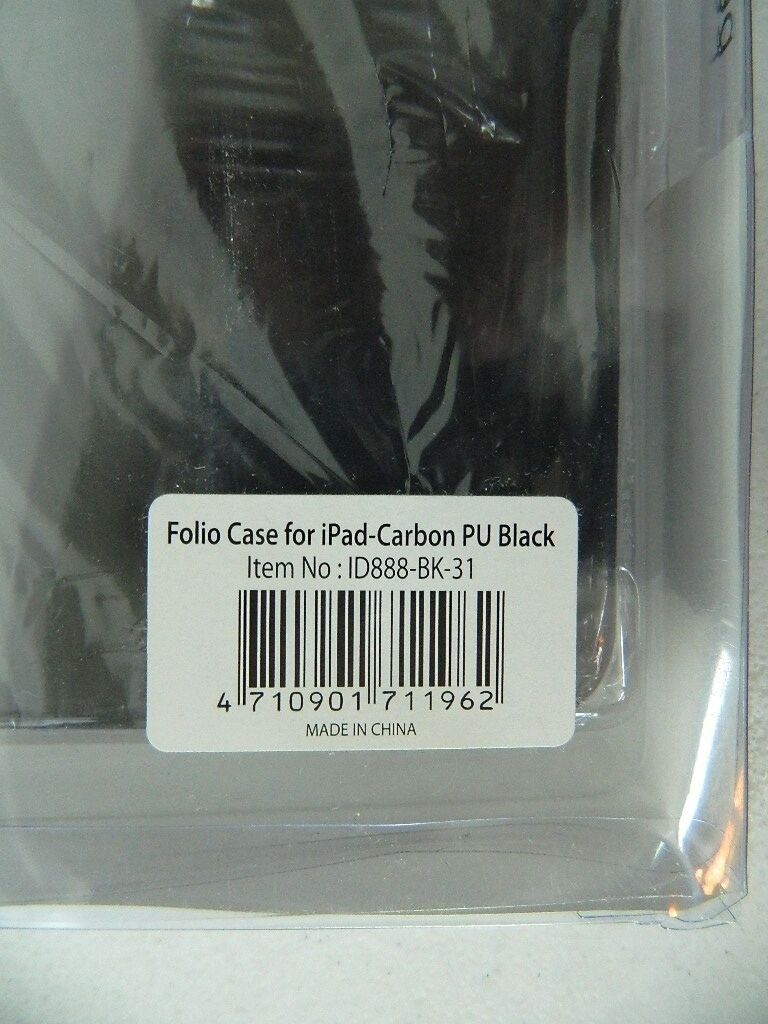 Folio Case for iPad-Carbon PU Black
Item No : ID888-BK-31
4 710901 711962
MADE IN CHINA